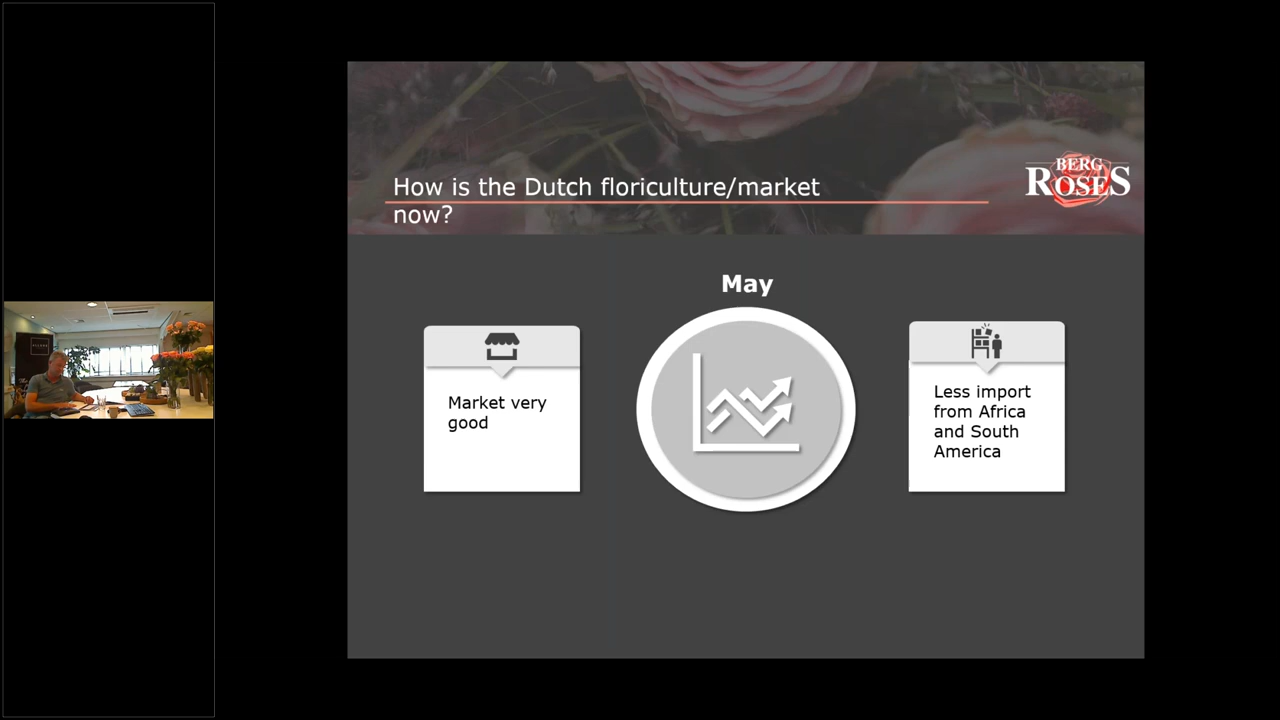 How is the Dutch floriculture/market
now?
BERG
ROSES
May
Market very
good
Less import
from Africa
and South
America